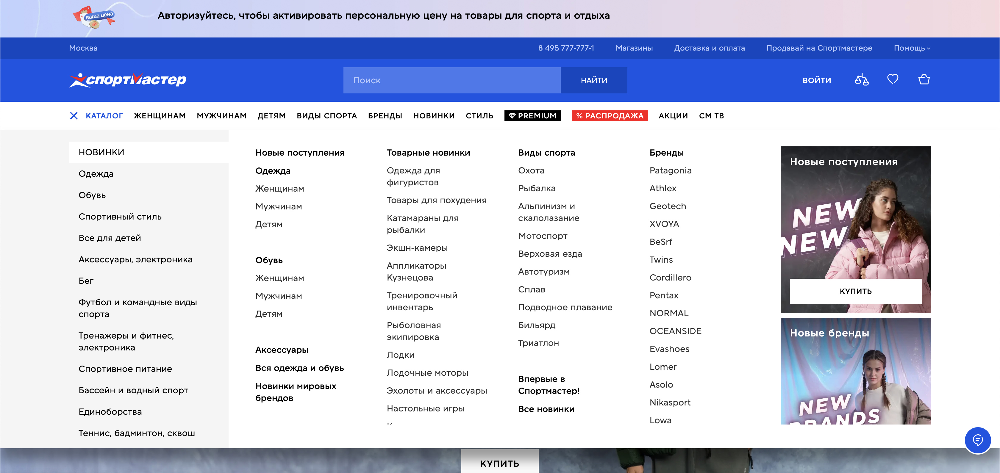 ваша цена
Авторизуйтесь, чтобы активировать персональную цену на товары для спорта и отдыха
Москва
8 495 777-777-1
Магазины
Доставка и оплата
Продавай на Спортмастере
Помощь
спортмастер
Поиск
НАЙТИ
ВОЙТИ
КАТАЛОГ
ЖЕНЩИНАМ
МУЖЧИНАМ
ДЕТЯМ
ВИДЫ СПОРТА
БРЕНДЫ
НОВИНКИ
СТИЛЬ
PREMIUM
% РАСПРОДАЖА
АКЦИИ
СМ ТВ
НОВИНКИ
Одежда
Обувь
Спортивный стиль
Все для детей
Аксессуары, электроника
Бег
Футбол и командные виды
спорта
Тренажеры и фитнес,
электроника
Спортивное питание
Бассейн и водный спорт
Единоборства
Теннис, бадминтон, сквош
Новые поступления
Одежда
Женщинам
Мужчинам
Детям
Обувь
Женщинам
Мужчинам
Детям
Аксессуары
Вся одежда и обувь
Новинки мировых
брендов
Товарные новинки
Одежда для
фигуристов
Товары для похудения
Катамараны для
рыбалки
Экшн-камеры
Аппликаторы
Кузнецова
Тренировочный
инвентарь
Рыболовная
экипировка
Лодки
Лодочные моторы
Эхолоты и аксессуары
Настольные игры
Виды спорта
Охота
Рыбалка
Альпинизм и
скалолазание
Мотоспорт
Верховая езда
Автотуризм
Сплав
Подводное плавание
Бильярд
Триатлон
Впервые в
Спортмастер!
Все новинки
Бренды
Patagonia
Athlex
Geotech
XVOYA
BeSrf
Twins
Cordillero
Pentax
NORMAL
OCEANSIDE
Evashoes
Lomer
Asolo
Nikasport
Lowa
Новые поступления
NEW
NEW
КУПИТЬ
Новые бренды
NEW
BRANDS
КУПИТЬ